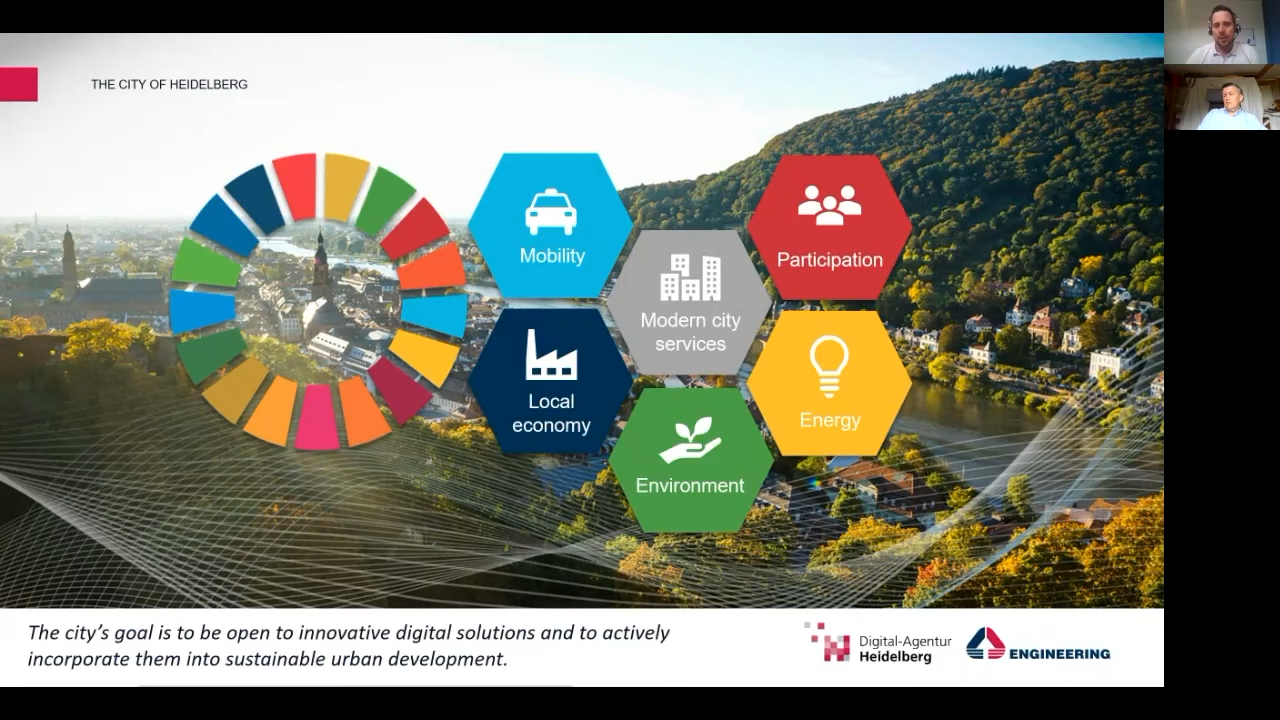 THE CITY OF HEIDELBERG
Mobility
Participation
Modern city
services
Local
economy
Energy
Environment
The city's goal is to be open to innovative digital solutions and to actively
incorporate them into sustainable urban development.
Digital-Agentur
Heidelberg
ENGINEERING